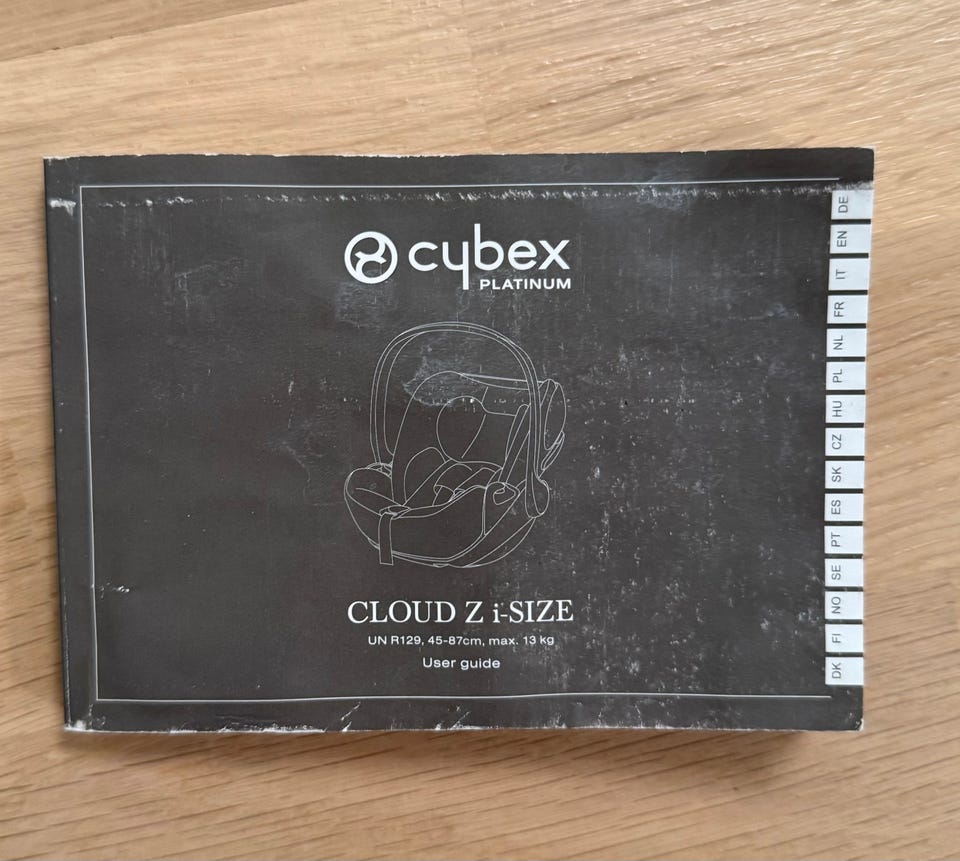 cybex
PLATINUM
CLOUD Z i-SIZE
UN R129, 45-87cm, max. 13 kg
User guide
DE
EN
IT
FR
NL
PL
HU
CZ
SK
ES
PT
SE
NO
FI
DK